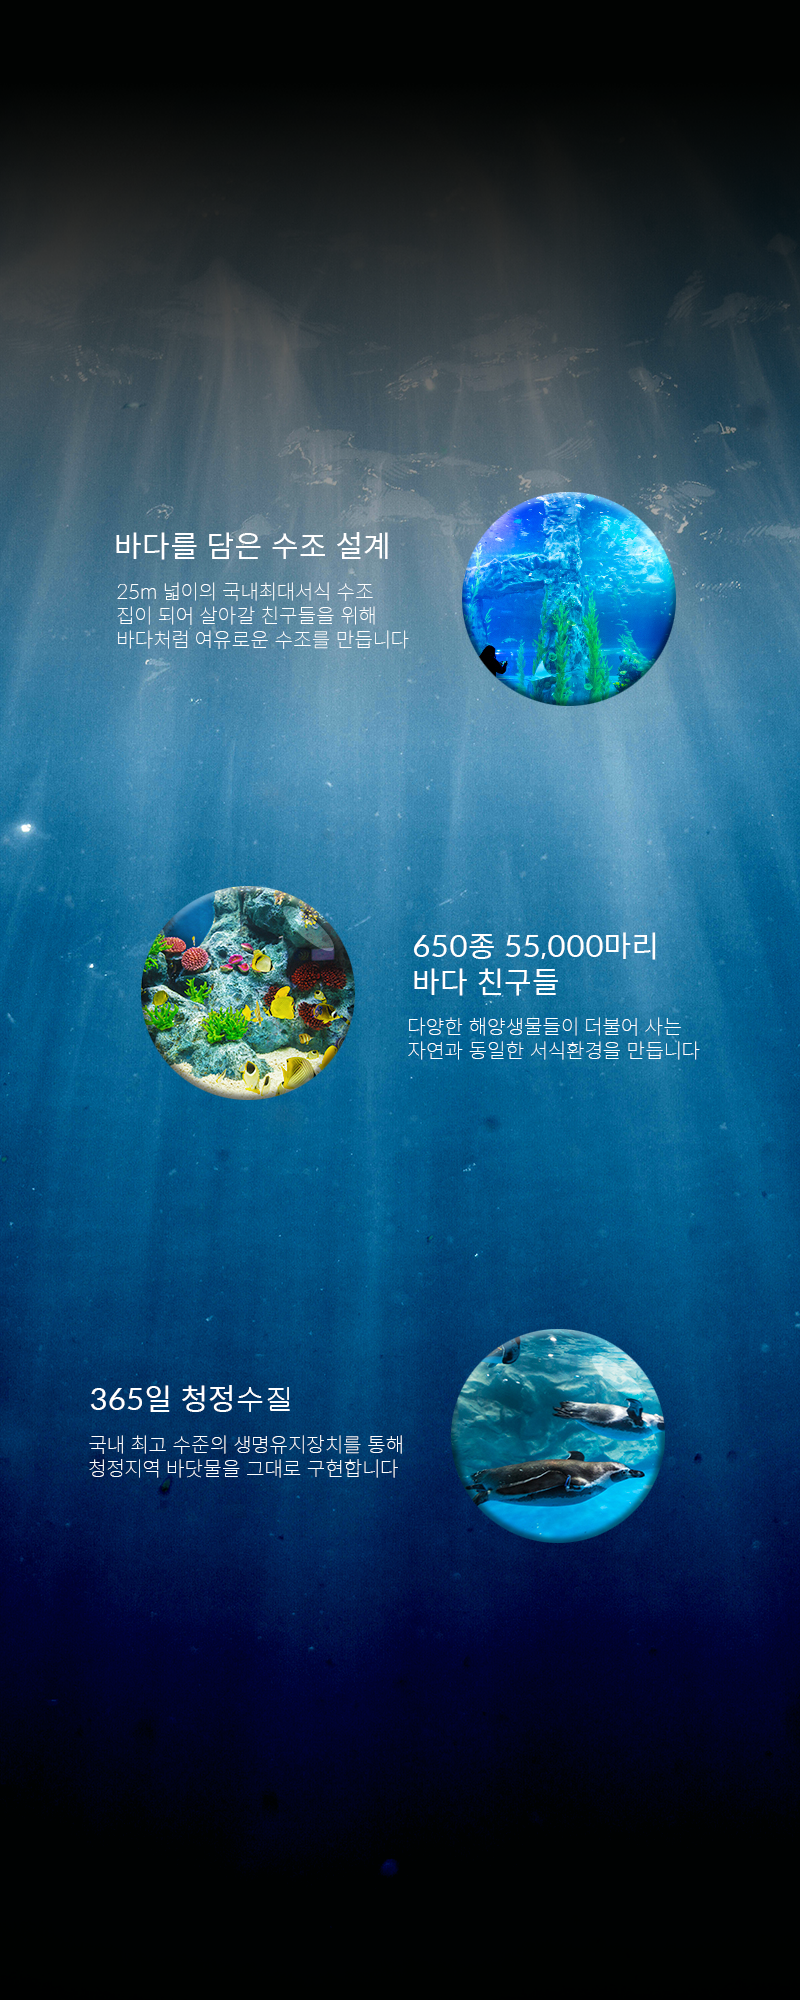 바다를 담은 수조 설계
25m 넓이의 국내최대서식 수조
집이 되어 살아갈 친구들을 위해
바다처럼 여유로운 수조를 만듭니다
650종 55,000마리
바다 친구들
다양한 해양생물들이 더불어 사는
자연과 동일한 서식환경을 만듭니다
365일 청정수질
국내 최고 수준의 생명유지장치를 통해
청정지역 바닷물을 그대로 구현합니다